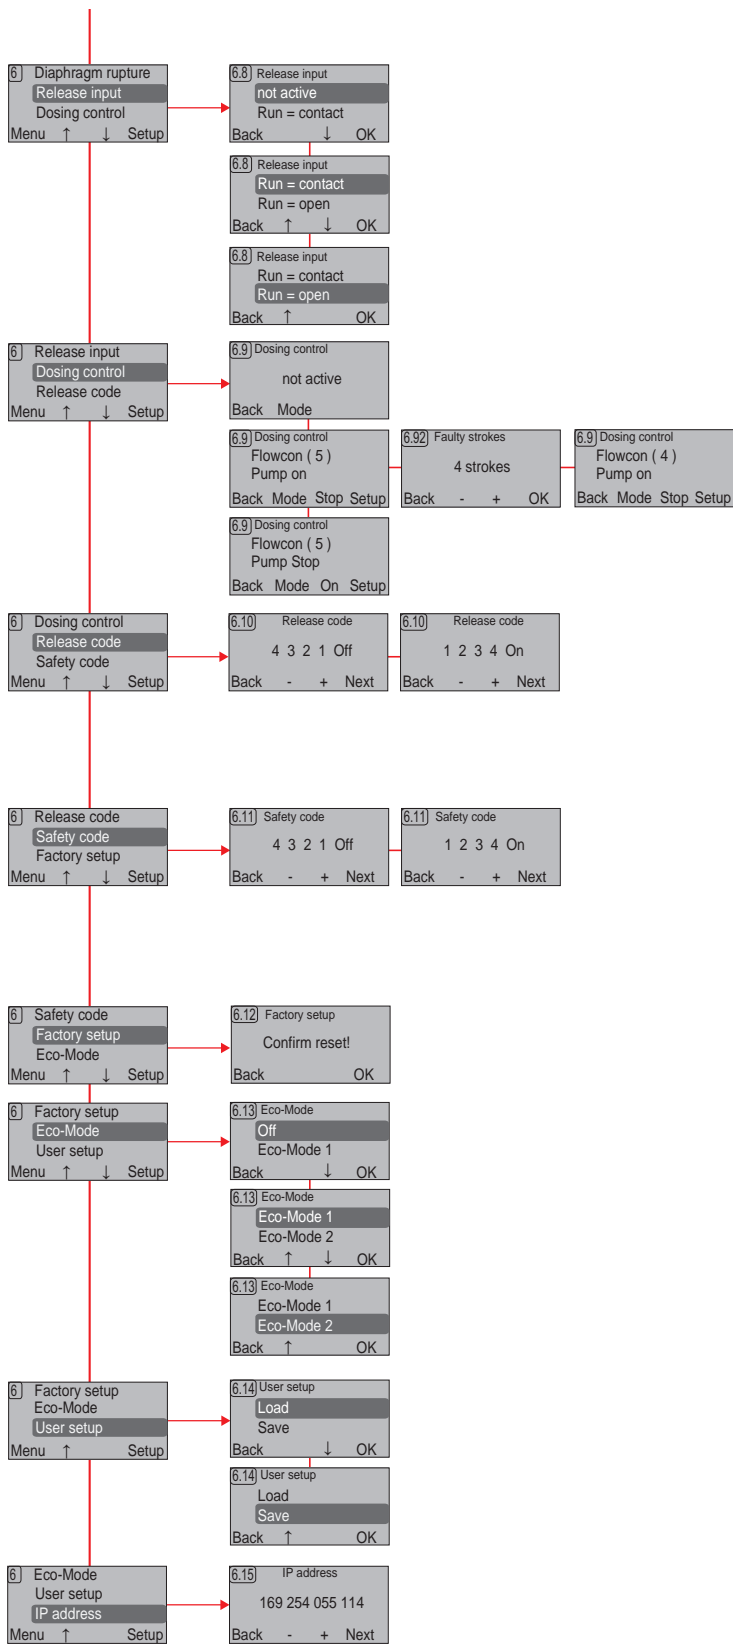 6 Diaphragm rupture
Release input
Dosing control
Menu ↑ ↓ Setup
6.8 Release input
not active
Run = contact
Back ↓ OK
6.8 Release input
Run = contact
Run = open
Back ↑ ↓ OK
6.8 Release input
Run = contact
Run = open
Back ↑ OK
6 Release input
Dosing control
Release code
Menu ↑ ↓ Setup
6.9 Dosing control
not active
Back Mode
6.9 Dosing control
Flowcon ( 5 )
Pump on
Back Mode Stop Setup
6.92 Faulty strokes
4 strokes
Back - + OK
6.9 Dosing control
Flowcon ( 4 )
Pump on
Back Mode Stop Setup
6.9 Dosing control
Flowcon ( 5 )
Pump Stop
Back Mode On Setup
6 Dosing control
Release code
Safety code
Menu ↑ ↓ Setup
6.10 Release code
4 3 2 1 Off
Back - + Next
6.10 Release code
1 2 3 4 On
Back - + Next
6 Release code
Safety code
Factory setup
Menu ↑ ↓ Setup
6.11 Safety code
4 3 2 1 Off
Back - + Next
6.11 Safety code
1 2 3 4 On
Back - + Next
6 Safety code
Factory setup
Eco-Mode
Menu ↑ ↓ Setup
6.12 Factory setup
Confirm reset!
Back OK
6 Factory setup
Eco-Mode
User setup
Menu ↑ ↓ Setup
6.13 Eco-Mode
Off
Eco-Mode 1
Back ↓ OK
6.13 Eco-Mode
Eco-Mode 1
Eco-Mode 2
Back ↑ ↓ OK
6.13 Eco-Mode
Eco-Mode 1
Eco-Mode 2
Back ↑ OK
6 Factory setup
Eco-Mode
User setup
Menu ↑ Setup
6.14 User setup
Load
Save
Back ↓ OK
6.14 User setup
Load
Save
Back ↑ OK
6 Eco-Mode
User setup
IP address
Menu ↑ Setup
6.15 IP address
169 254 055 114
Back - + Next